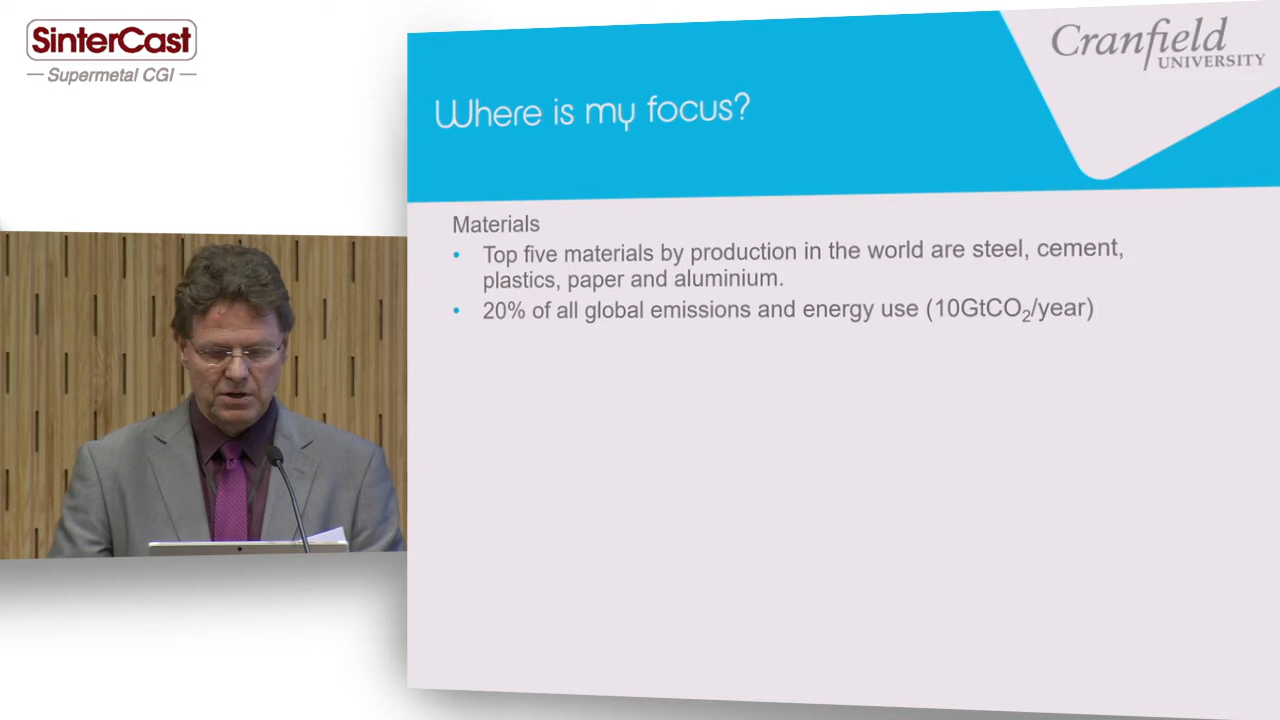 SinterCast
Supermetal CGI
Cranfield
UNIVERSITY
Where is my focus?
Materials
• Top five materials by production in the world are steel, cement,
plastics, paper and aluminium.
• 20% of all global emissions and energy use (10GtCO₂/year)